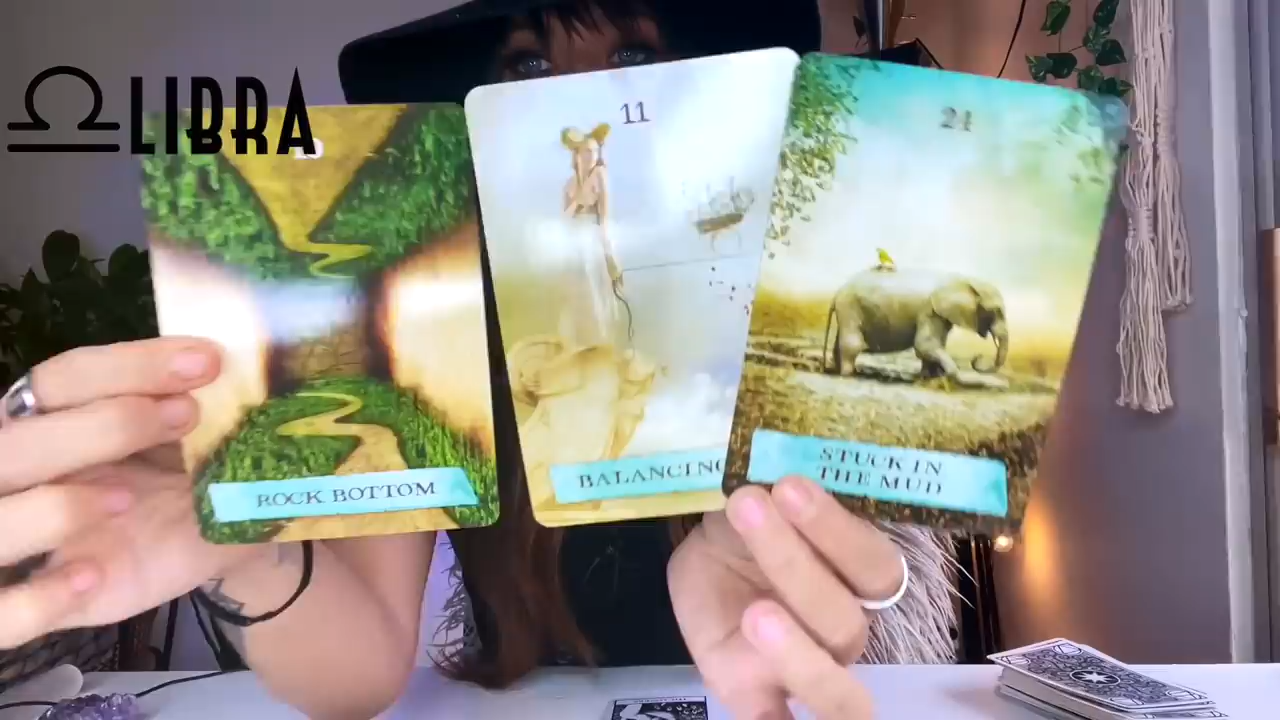 LIBRA
11
24
ROCK BOTTOM
BALANCING
STUCK IN
THE MUD